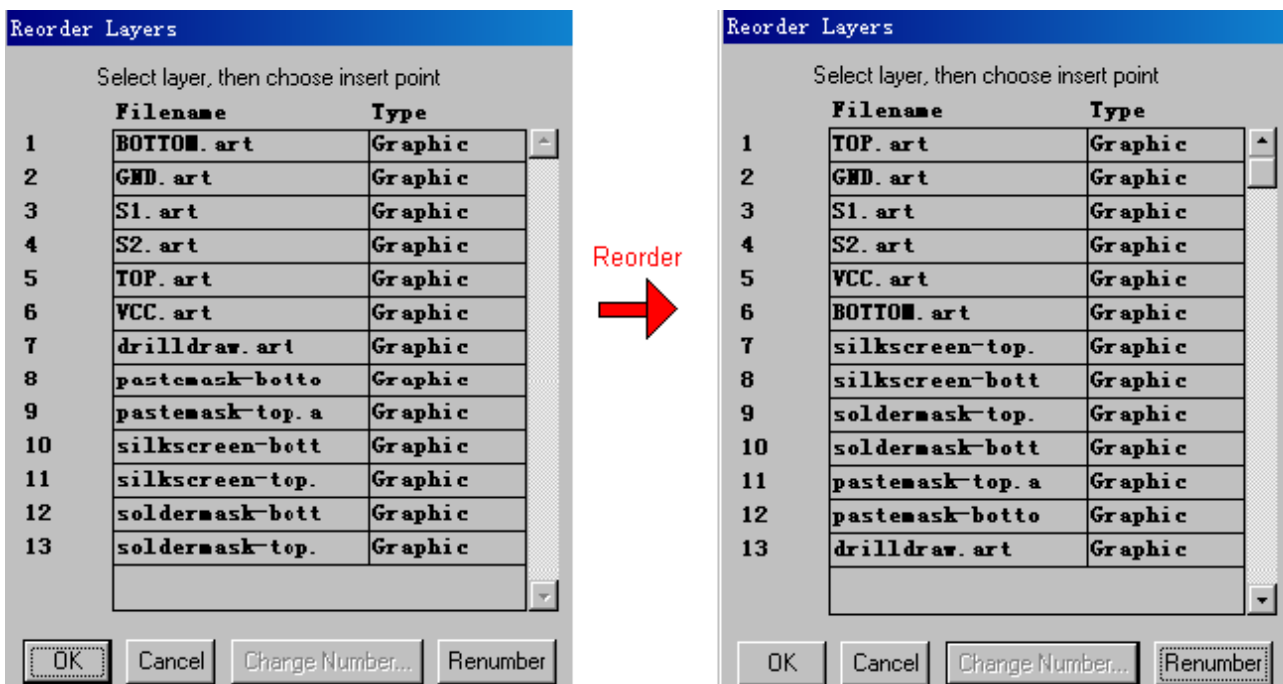 Reorder Layers
Select layer, then choose insert point
Filename Type
1 BOTTOM.art Graphic
2 GND.art Graphic
3 S1.art Graphic
4 S2.art Graphic
5 TOP.art Graphic
6 VCC.art Graphic
7 drilldraw.art Graphic
8 pastemask-botto Graphic
9 pastemask-top.a Graphic
10 silkscreen-bott Graphic
11 silkscreen-top. Graphic
12 soldermask-bott Graphic
13 soldermask-top. Graphic
OK Cancel Change Number... Renumber
Reorder
Reorder Layers
Select layer, then choose insert point
Filename Type
1 TOP.art Graphic
2 GND.art Graphic
3 S1.art Graphic
4 S2.art Graphic
5 VCC.art Graphic
6 BOTTOM.art Graphic
7 silkscreen-top. Graphic
8 silkscreen-bott Graphic
9 soldermask-top. Graphic
10 soldermask-bott Graphic
11 pastemask-top.a Graphic
12 pastemask-botto Graphic
13 drilldraw.art Graphic
OK Cancel Change Number... Renumber